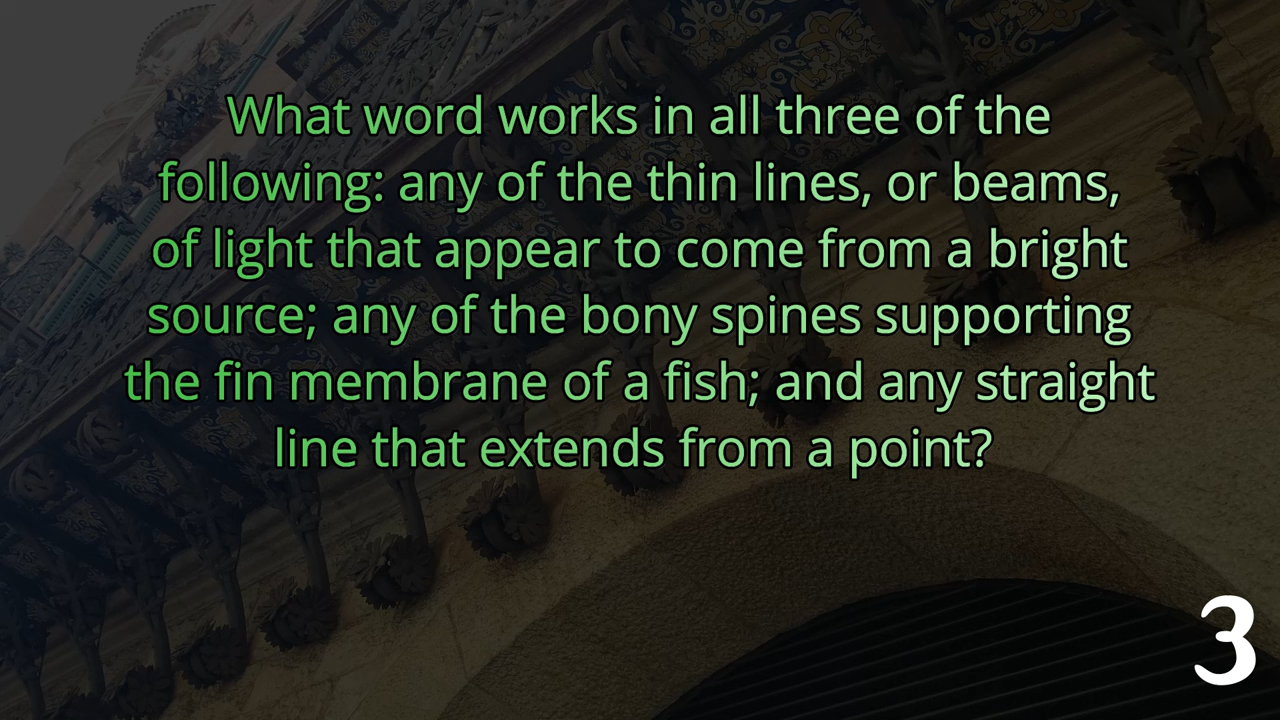 What word works in all three of the
following: any of the thin lines, or beams,
of light that appear to come from a bright
source; any of the bony spines supporting
the fin membrane of a fish; and any straight
line that extends from a point?
3